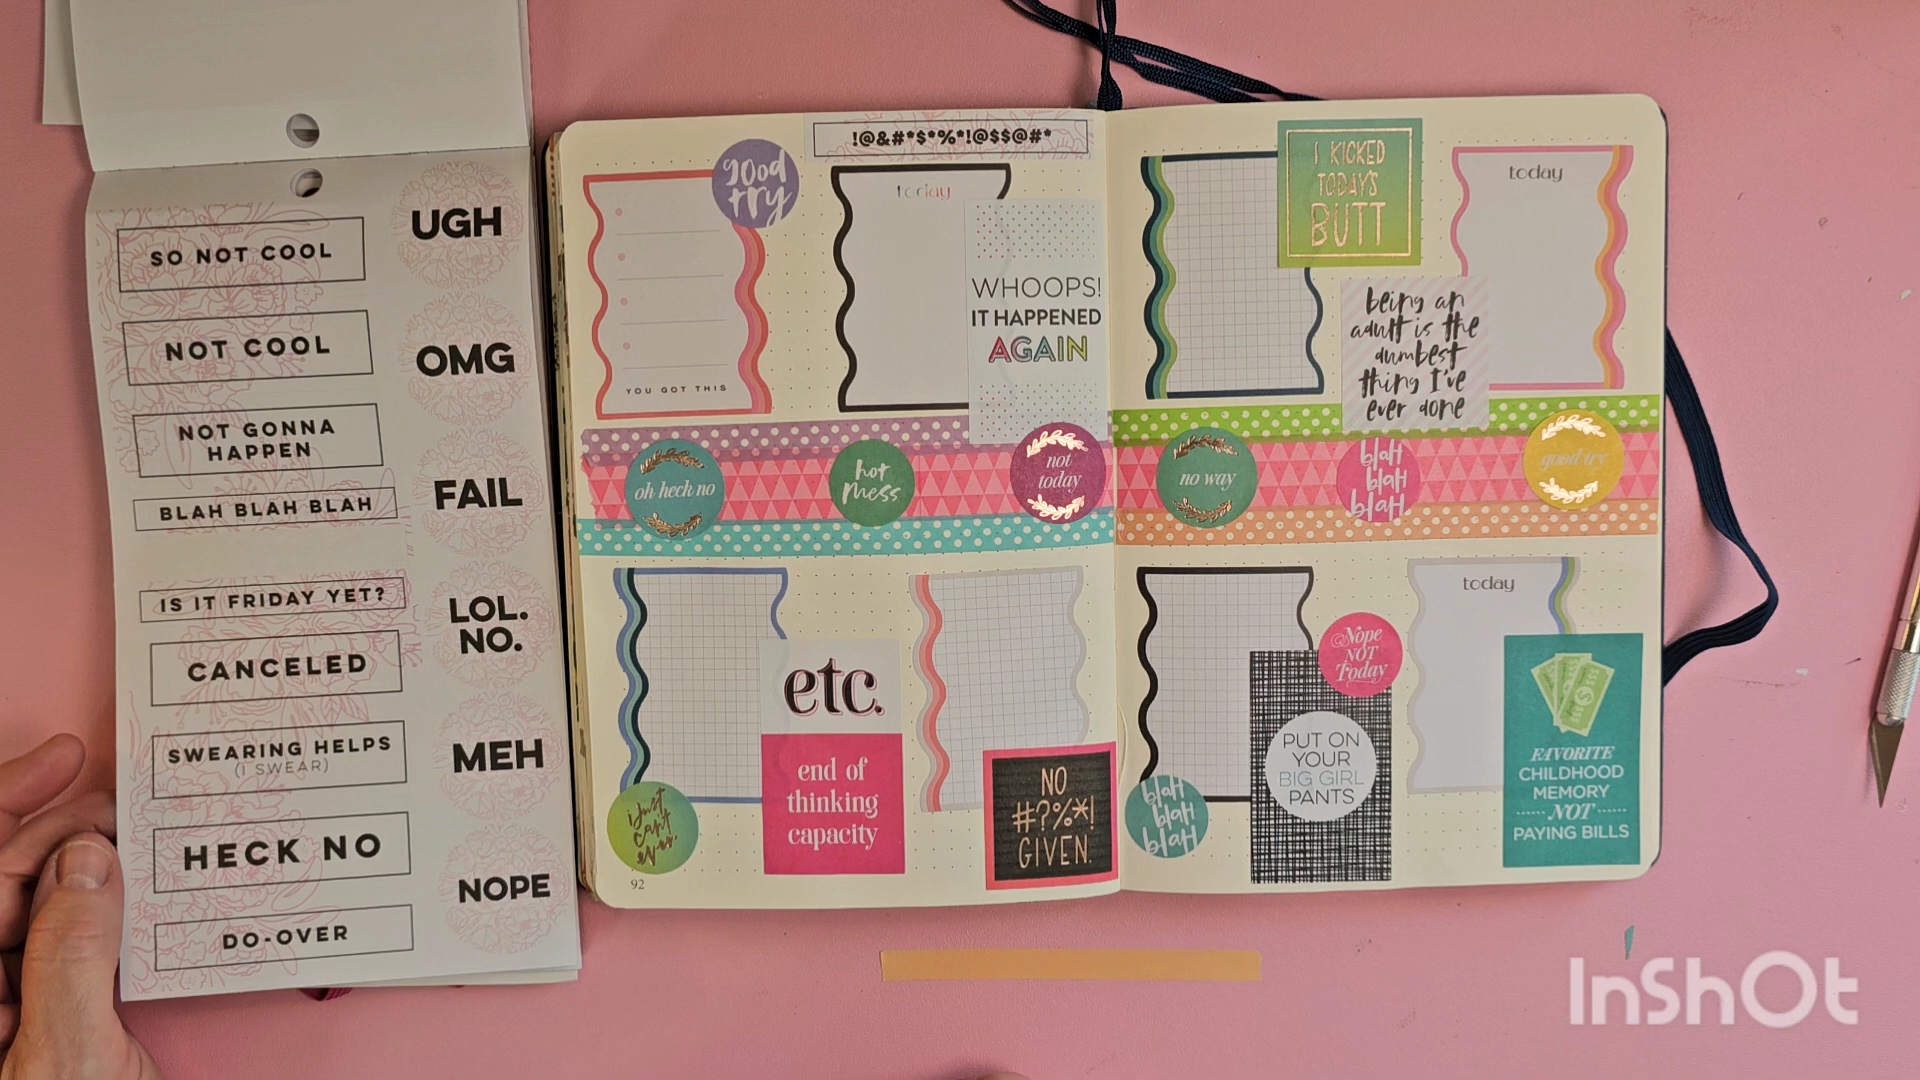 SO NOT COOL
NOT COOL
NOT GONNA
HAPPEN
BLAH BLAH BLAH
IS IT FRIDAY YET?
CANCELED
SWEARING HELPS
(I SWEAR)
HECK NO
DO-OVER
UGH
OMG
FAIL
LOL.
NO.
MEH
NOPE
!@&#*$*%*!@$$@#*
good
try
YOU GOT THIS
today
WHOOPS!
IT HAPPENED
AGAIN
oh heck no
hot
mess
not
today
i just
can't
even.
92
etc.
end of
thinking
capacity
NO
#?%*!
GIVEN.
I KICKED
TODAY'S
BUTT
today
being an
adult is the
dumbest
thing I've
ever done
no way
blah
blah
blah
good try
blah
blah
blah
Nope
NOT
Today
PUT ON
YOUR
BIG GIRL
PANTS
today
FAVORITE
CHILDHOOD
MEMORY
NOT
PAYING BILLS
InShOt